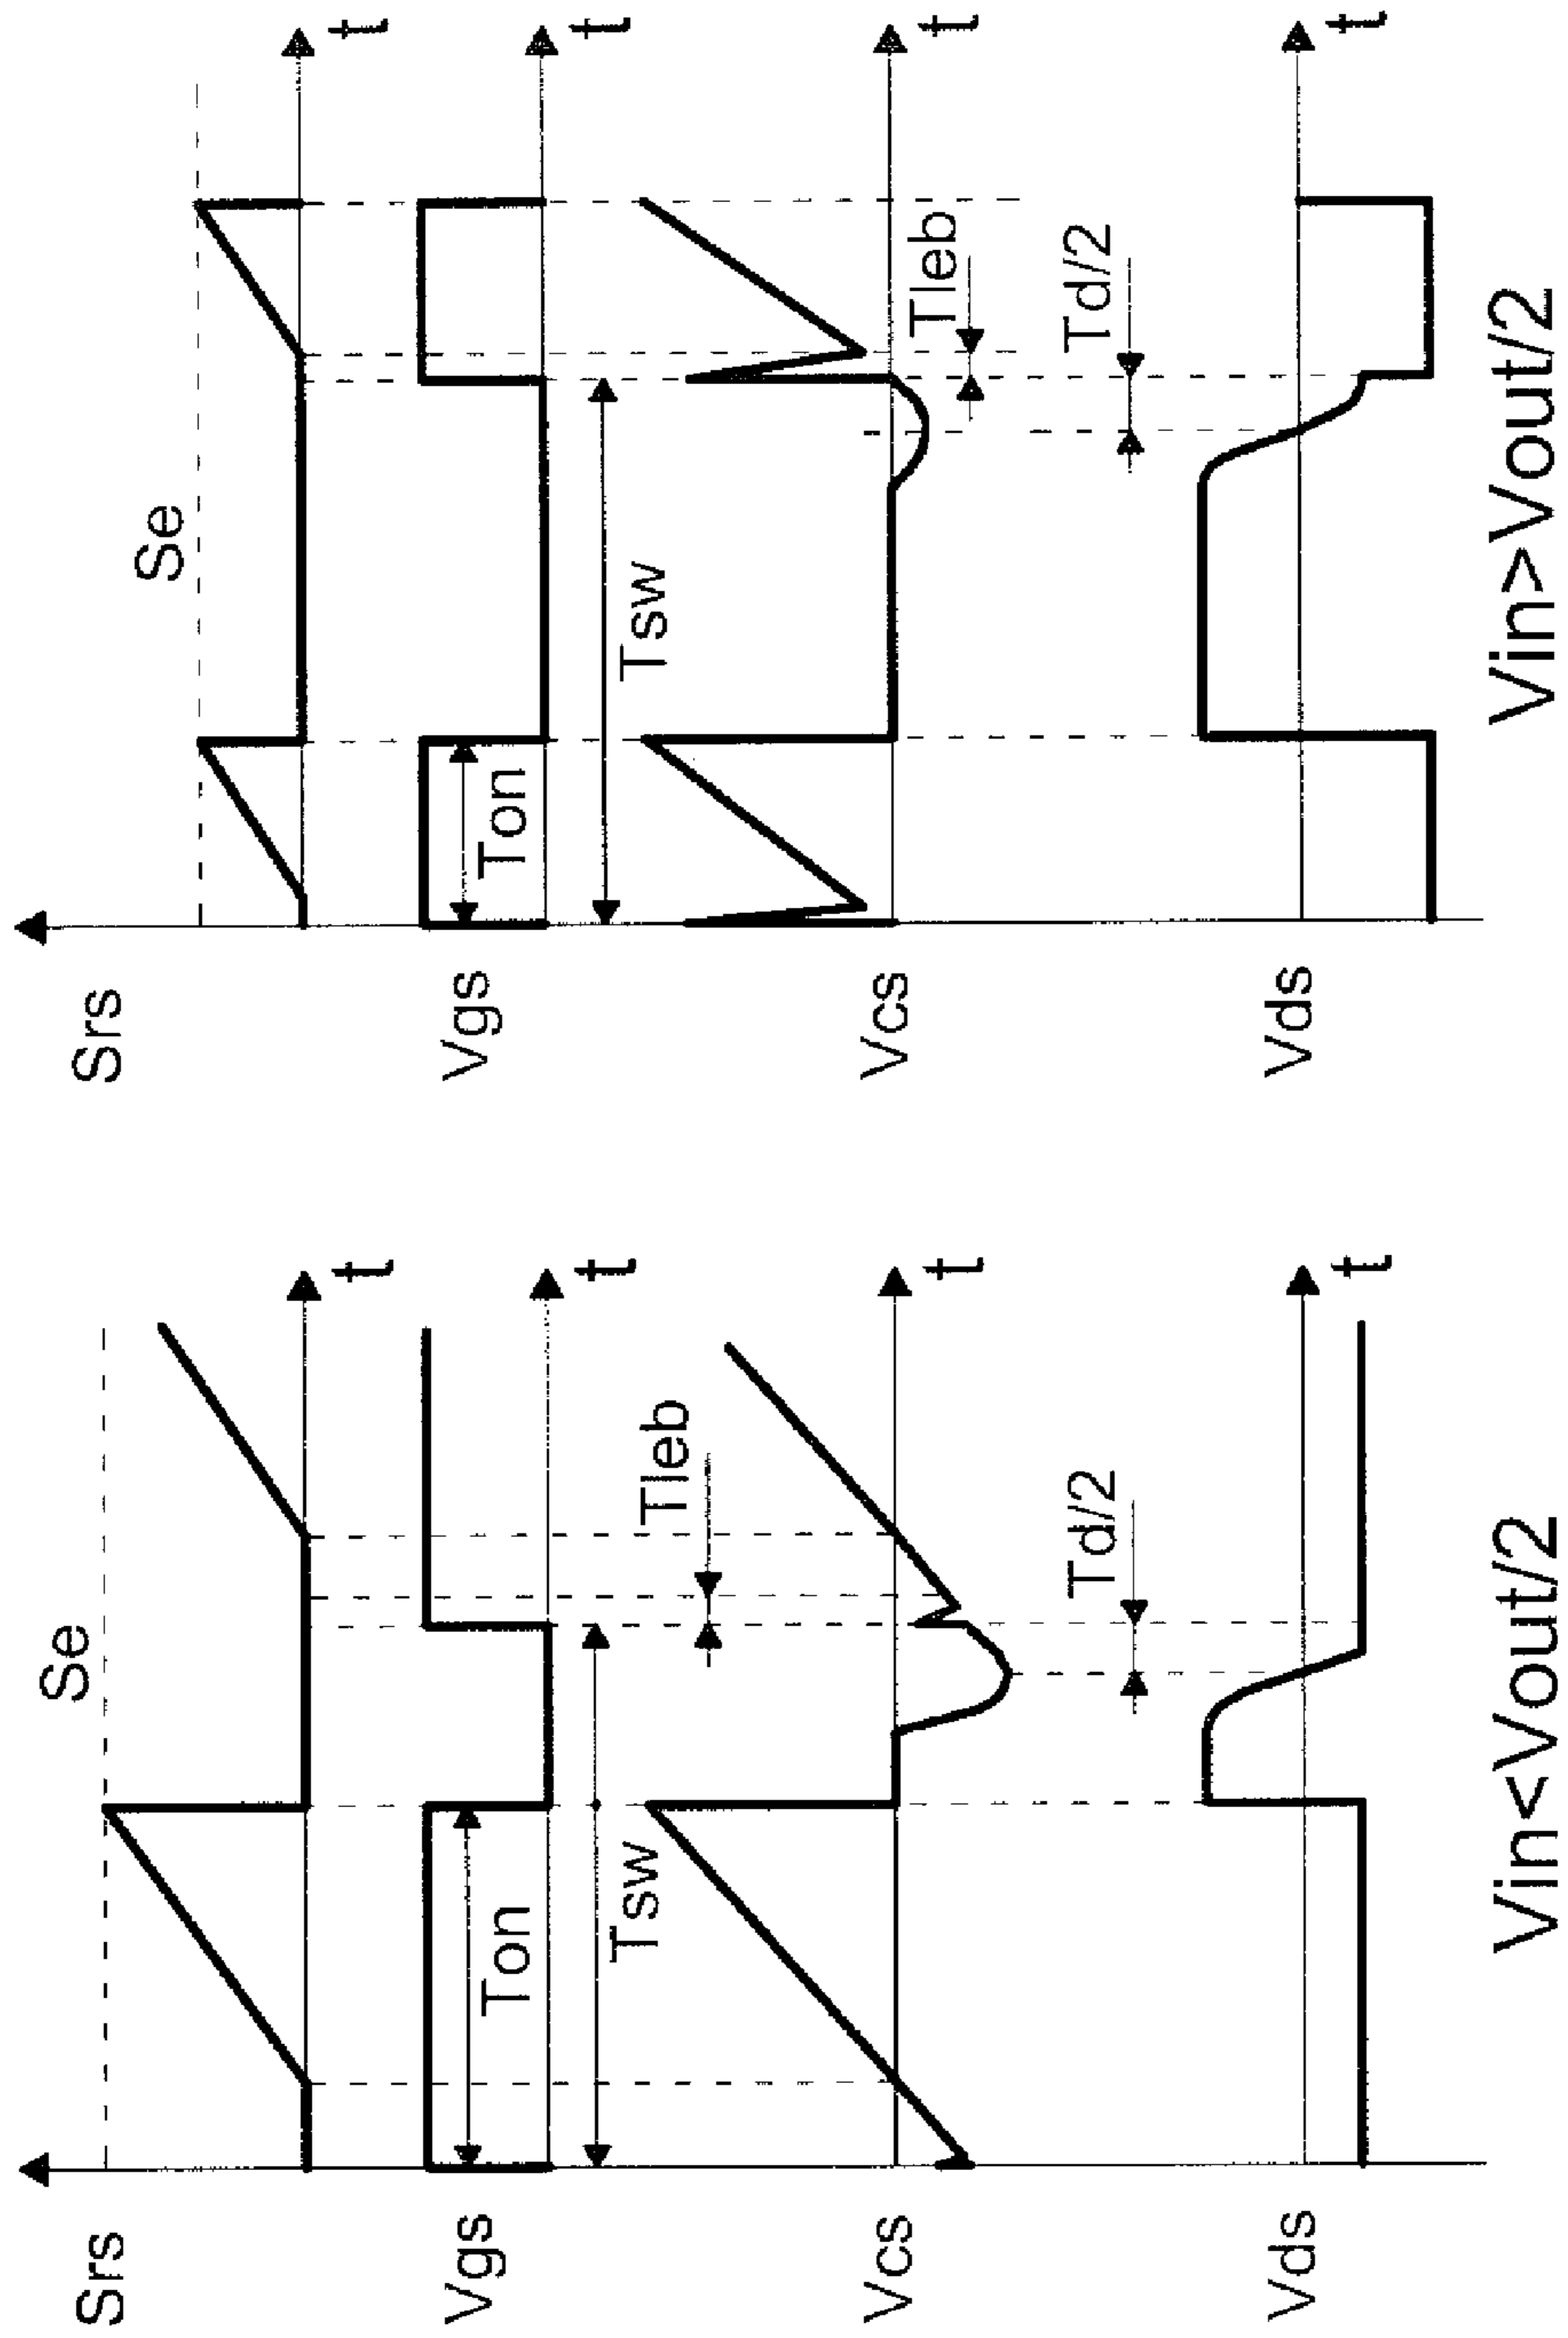 Srs
Se
t
Vgs
Ton
t
Tsw
Tleb
Vcs
t
Td/2
Vds
t
Vin<Vout/2
Srs
Se
t
Vgs
Ton
t
Tsw
Vcs
Tleb
t
Td/2
Vds
t
Vin>Vout/2